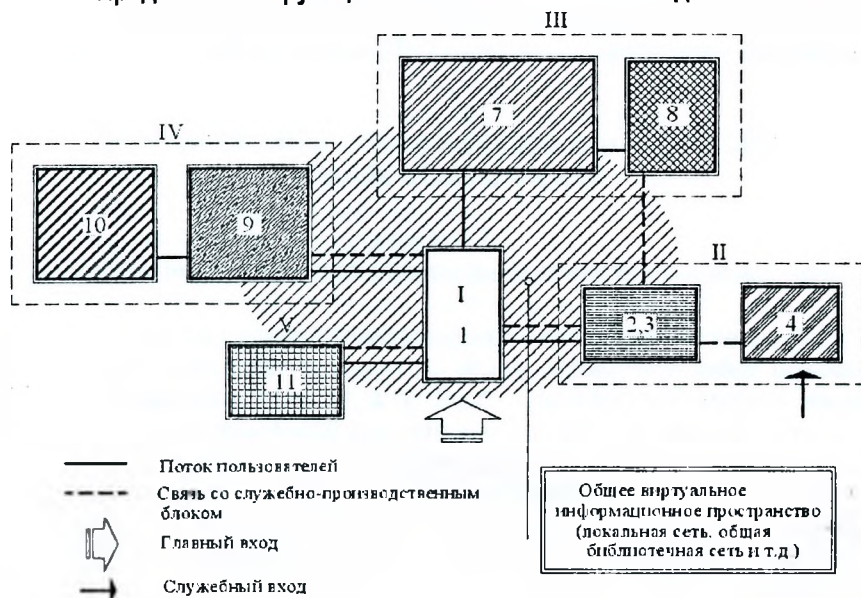 III
7
8
IV
10
9
II
I
1
2,3
4
V
11
Поток пользователей
Связь со служебно-производственным
блоком
Главный вход
Служебный вход
Общее виртуальное
информационное пространство
(локальная сеть, общая
библиотечная сеть и т.д.)